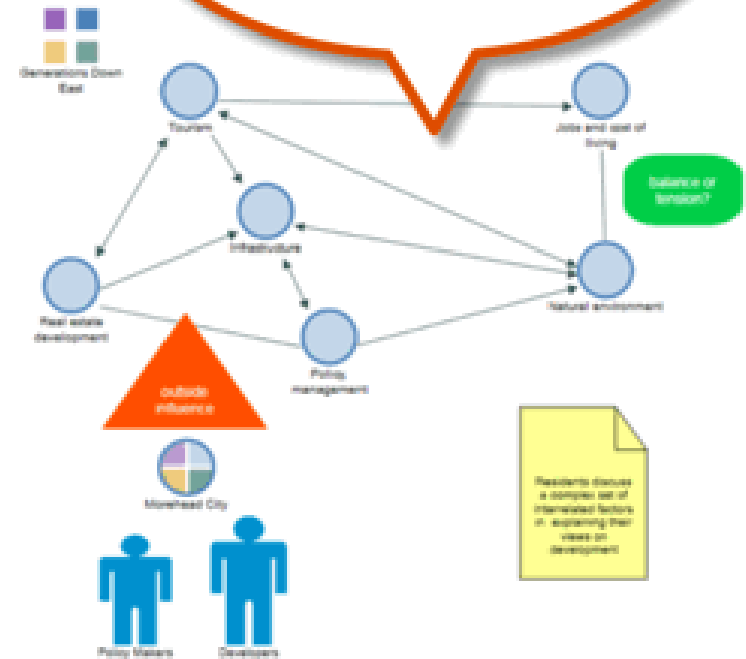 Generations Down
East
Tourism
Jobs and cost of
living
balance or
tension?
Infrastructure
Natural environment
Real estate
development
Policy
management
outside
influence
Morehead City
Residents discuss
a complex set of
interrelated factors
in explaining their
views on
development
Policy Makers
Developers